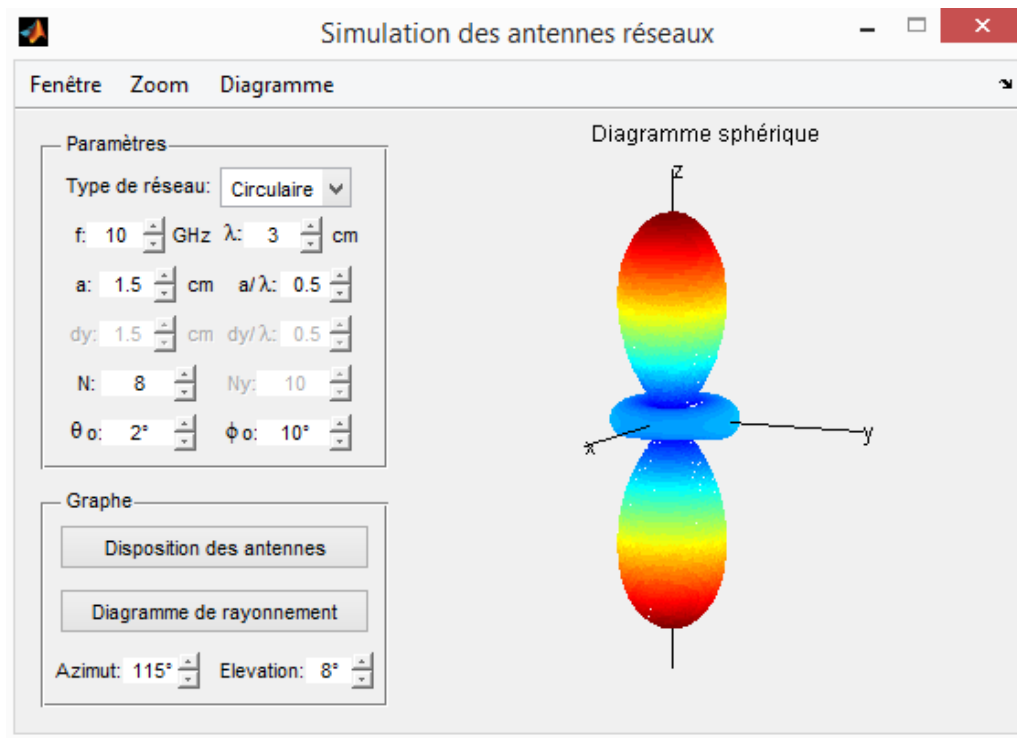 Simulation des antennes réseaux
Fenêtre Zoom Diagramme
Paramètres
Type de réseau: Circulaire
f: 10 GHz λ: 3 cm
a: 1.5 cm a/λ: 0.5
dy: 1.5 cm dy/λ: 0.5
N: 8 Ny: 10
θo: 2° ϕo: 10°
Graphe
Disposition des antennes
Diagramme de rayonnement
Azimut: 115° Elevation: 8°
Diagramme sphérique
z
x
y